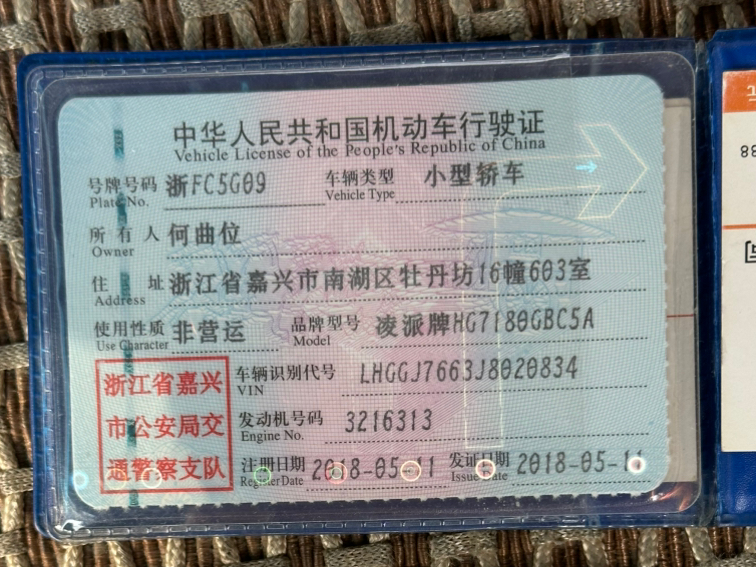 中华人民共和国机动车行驶证
Vehicle License of the People's Republic of China
号牌号码 浙FC5G09 车辆类型 小型轿车
Plate No. Vehicle Type
所有人 何曲位
Owner
住址 浙江省嘉兴市南湖区牡丹坊16幢603室
Address
使用性质 非营运 品牌型号 凌派牌HG7180GBC5A
Use Character Model
浙江省嘉兴 车辆识别代号 LHGGJ7663J8020834
VIN
市公安局交 发动机号码 3216313
Engine No.
通警察支队 注册日期 2018-05-11 发证日期 2018-05-11
Register Date Issue Date